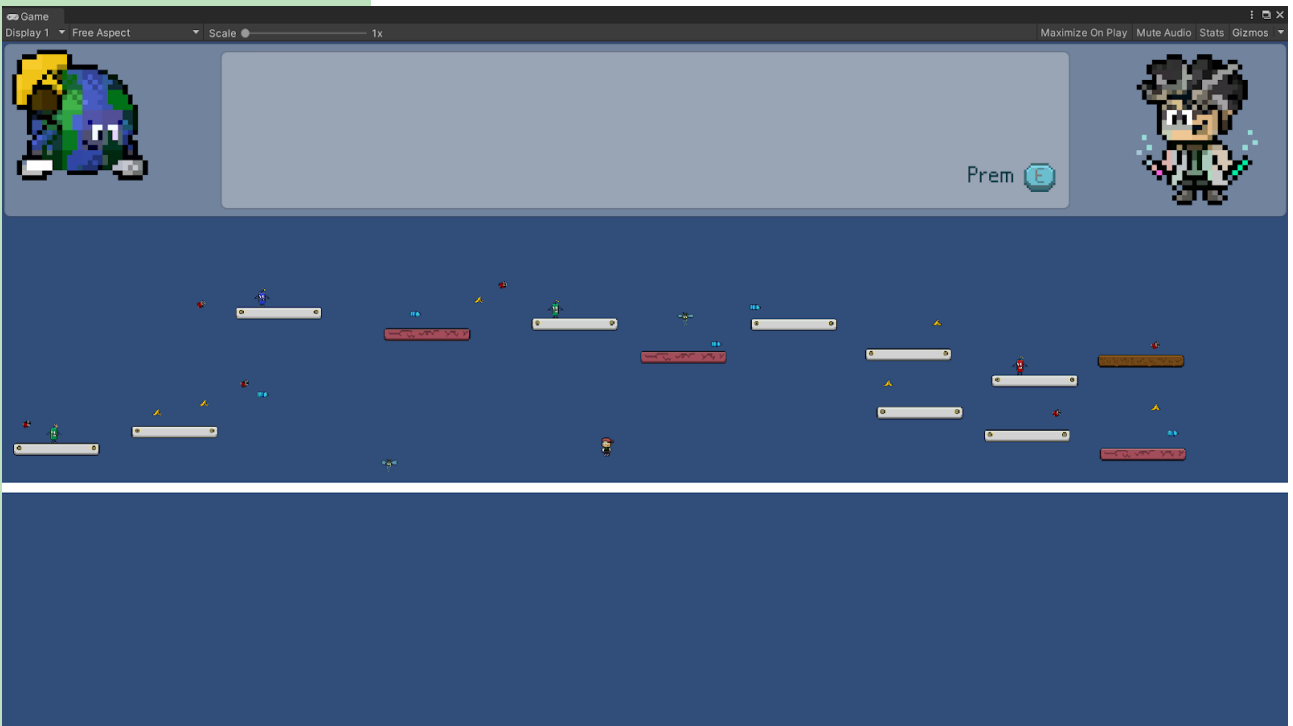 Game
Display 1 Free Aspect Scale 1x Maximize On Play Mute Audio Stats Gizmos
Prem E